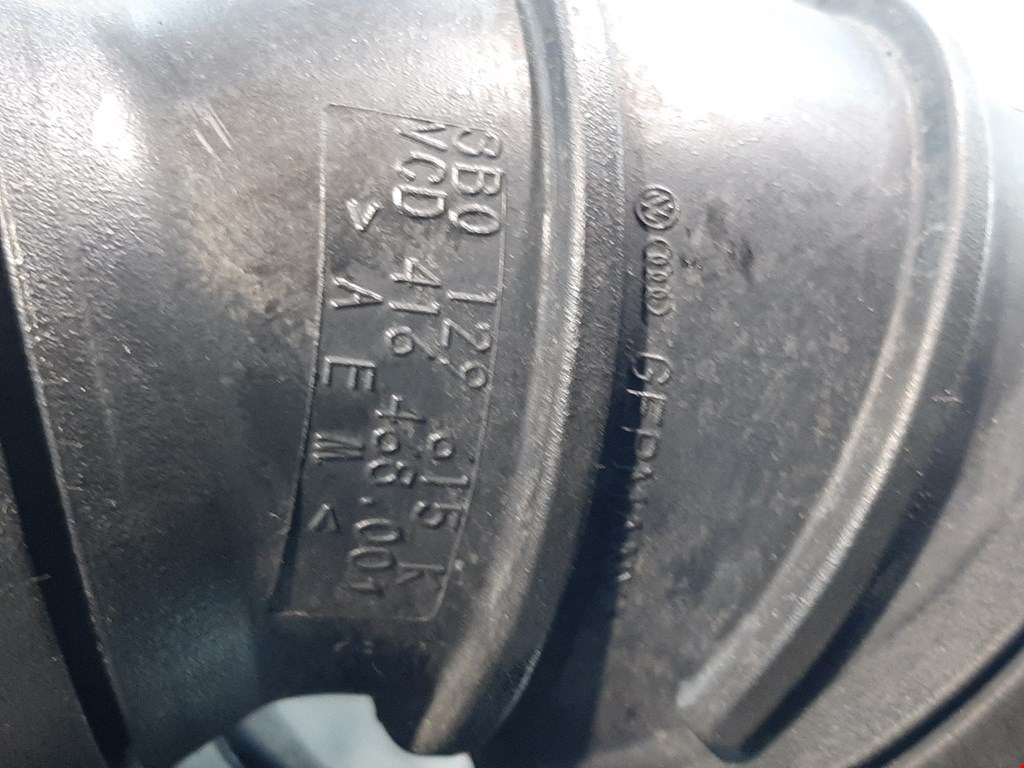 GERMANY
3B0 129 615 K
VCD 416 468.001
> A E M <